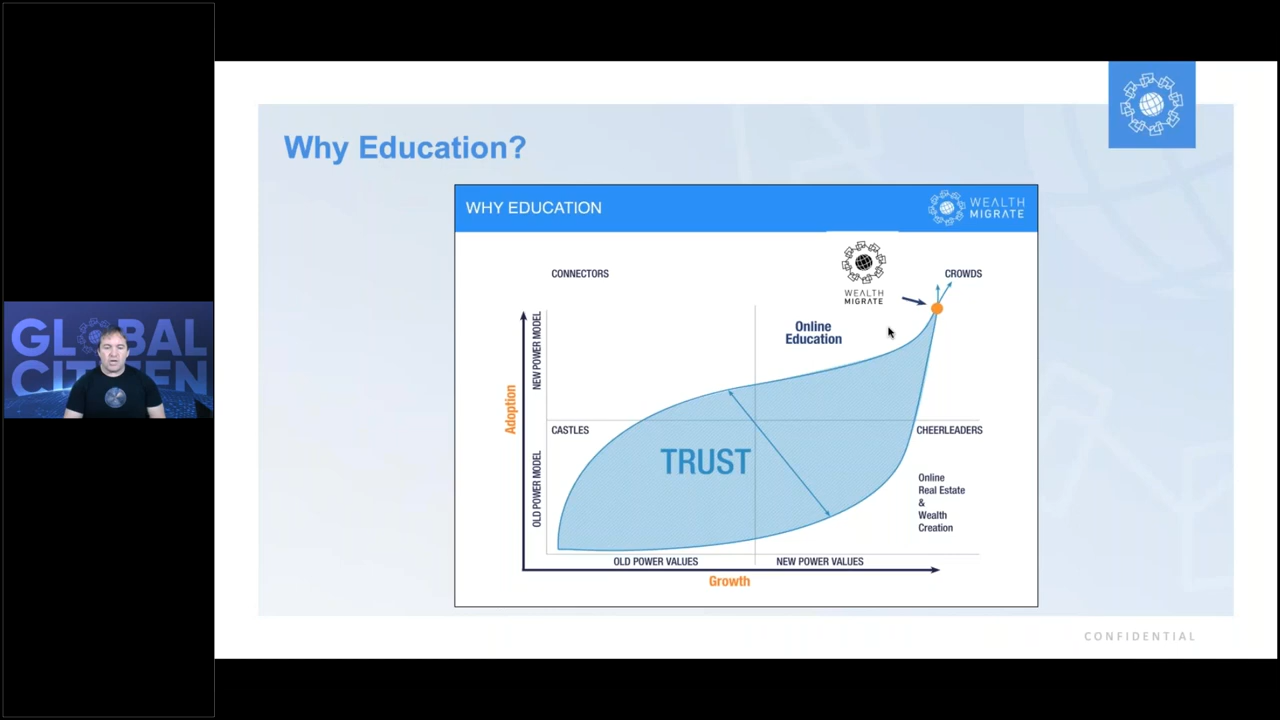 Why Education?
WHY EDUCATION
WEALTH
MIGRATE
CONNECTORS
WEALTH
MIGRATE
CROWDS
Online
Education
NEW POWER MODEL
Adoption
CASTLES
CHEERLEADERS
TRUST
OLD POWER MODEL
Online
Real Estate
&
Wealth
Creation
OLD POWER VALUES
NEW POWER VALUES
Growth
CONFIDENTIAL
GLOBAL
CITIZEN